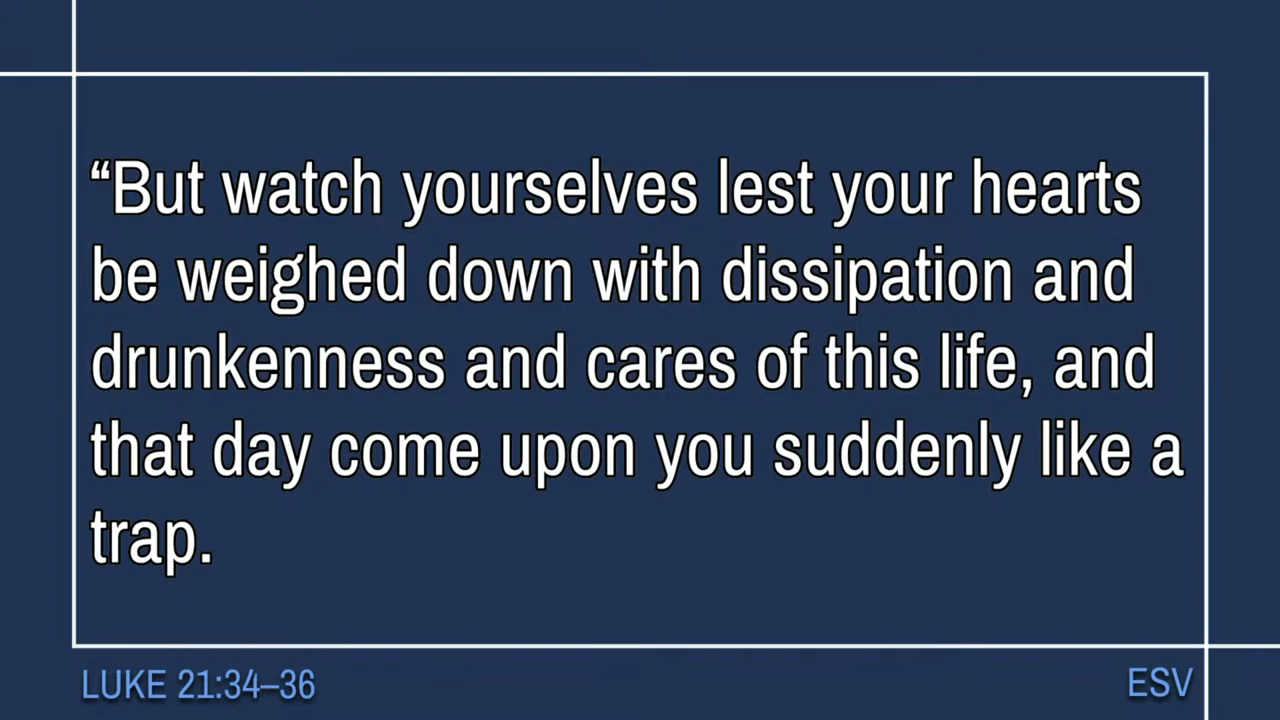 “But watch yourselves lest your hearts
be weighed down with dissipation and
drunkenness and cares of this life, and
that day come upon you suddenly like a
trap.
LUKE 21:34–36
ESV